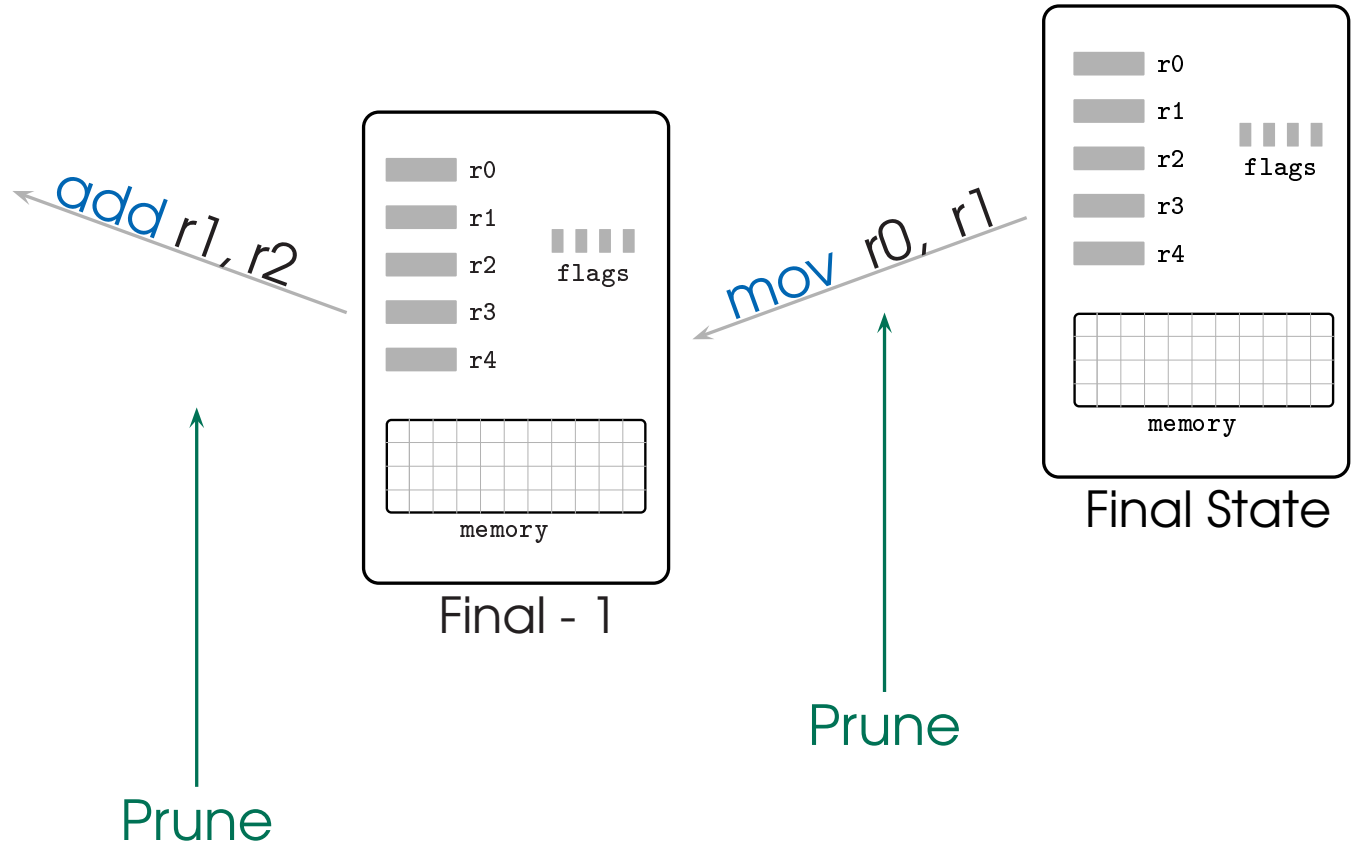 add r1, r2
r0
r1
r2
r3
r4
flags
memory
Final - 1
Prune
mov r0, r1
Prune
r0
r1
r2
r3
r4
flags
memory
Final State